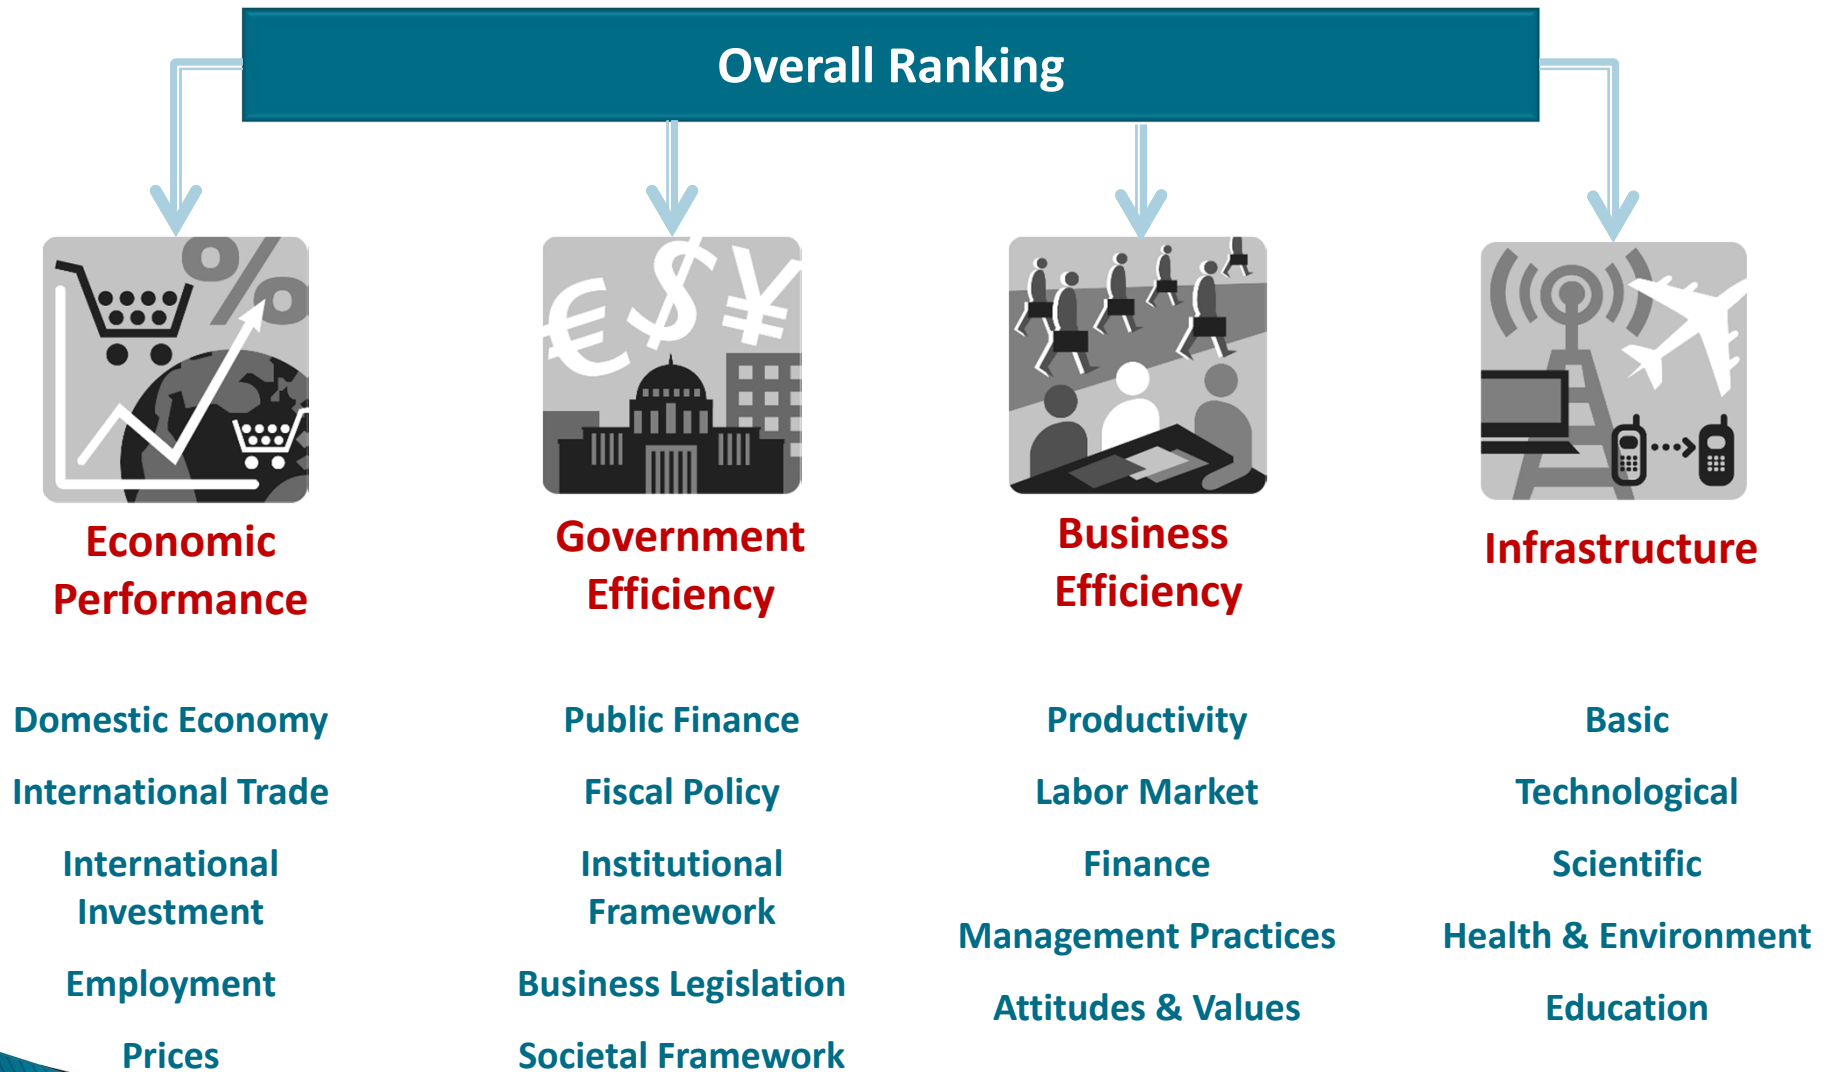 Overall Ranking
Economic
Performance
Domestic Economy
International Trade
International
Investment
Employment
Prices
Government
Efficiency
Public Finance
Fiscal Policy
Institutional
Framework
Business Legislation
Societal Framework
Business
Efficiency
Productivity
Labor Market
Finance
Management Practices
Attitudes & Values
Infrastructure
Basic
Technological
Scientific
Health & Environment
Education